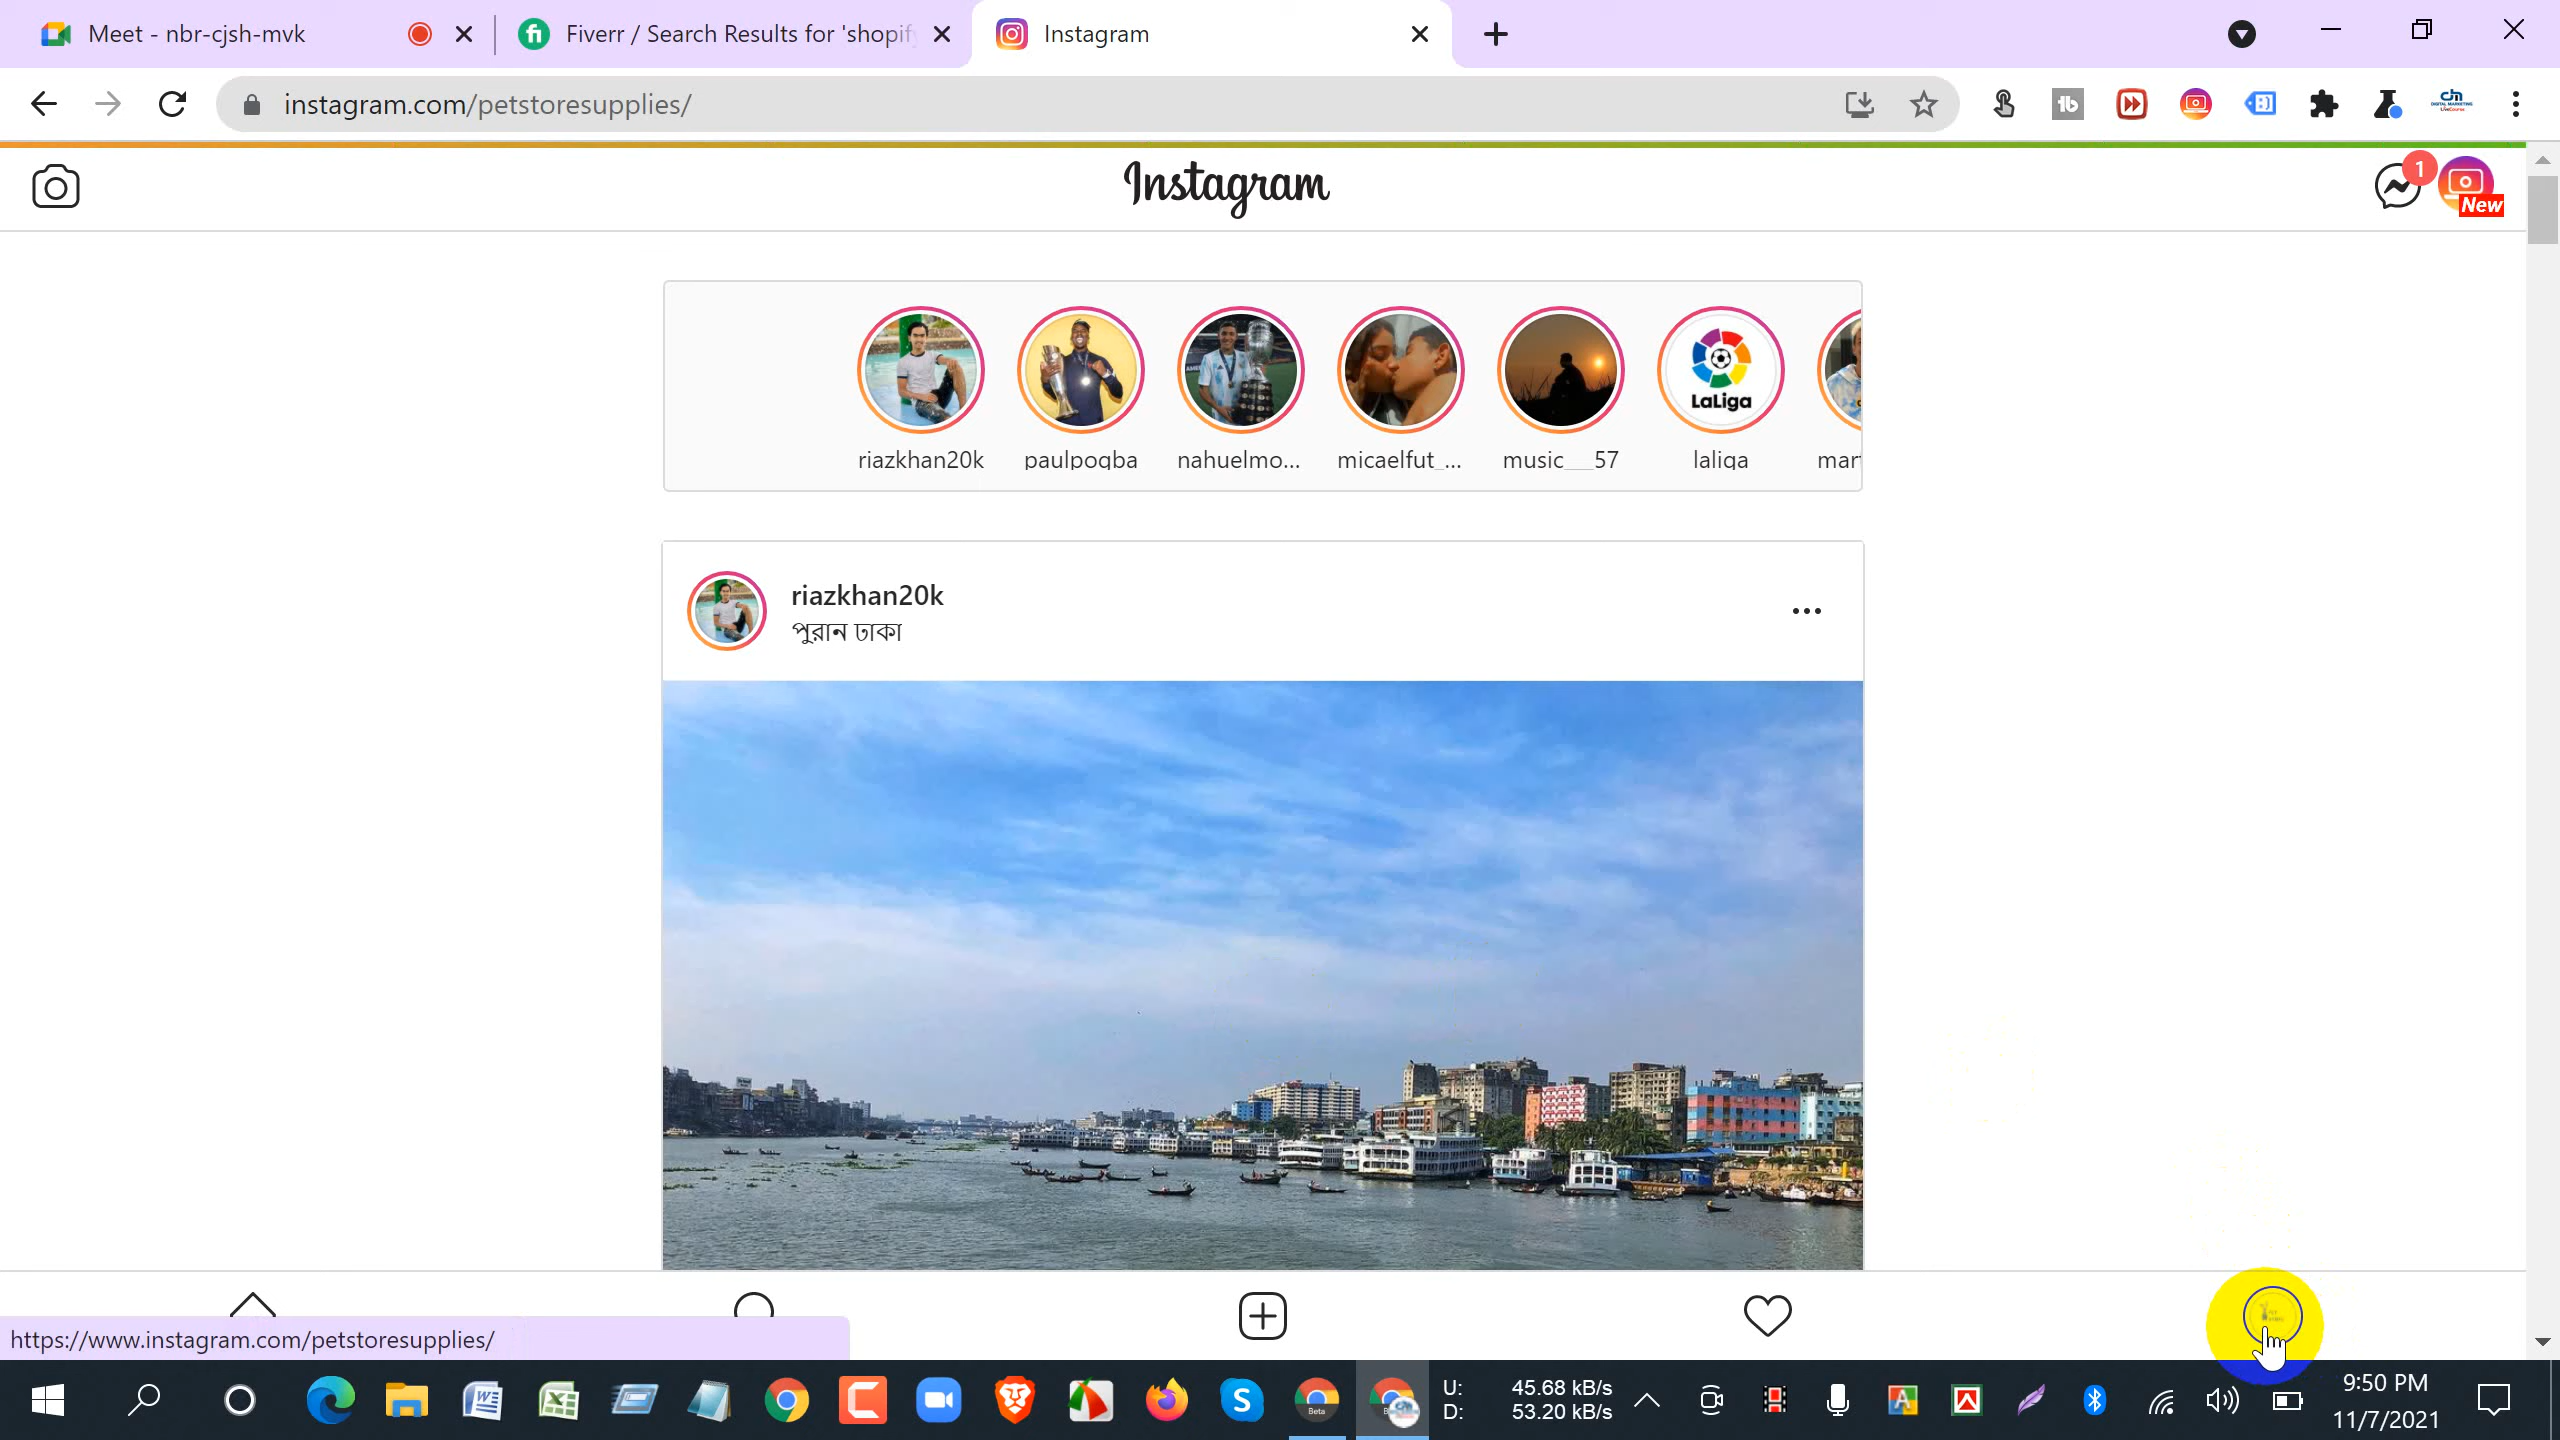 Meet - nbr-cjsh-mvk
Fiverr / Search Results for 'shopif
Instagram
instagram.com/petstoresupplies/
Instagram
1
New
riazkhan20k
paulpogba
nahuelmo...
micaelfut_...
music___57
laliga
mar
LaLiga
riazkhan20k
পুরান ঢাকা
https://www.instagram.com/petstoresupplies/
U: 45.68 kB/s
D: 53.20 kB/s
9:50 PM
11/7/2021